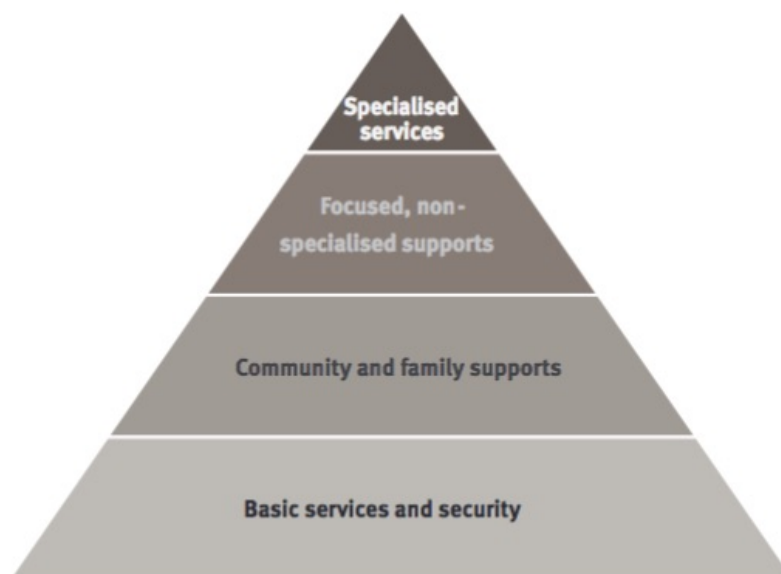 Specialised
services
Focused, non-
specialised supports
Community and family supports
Basic services and security